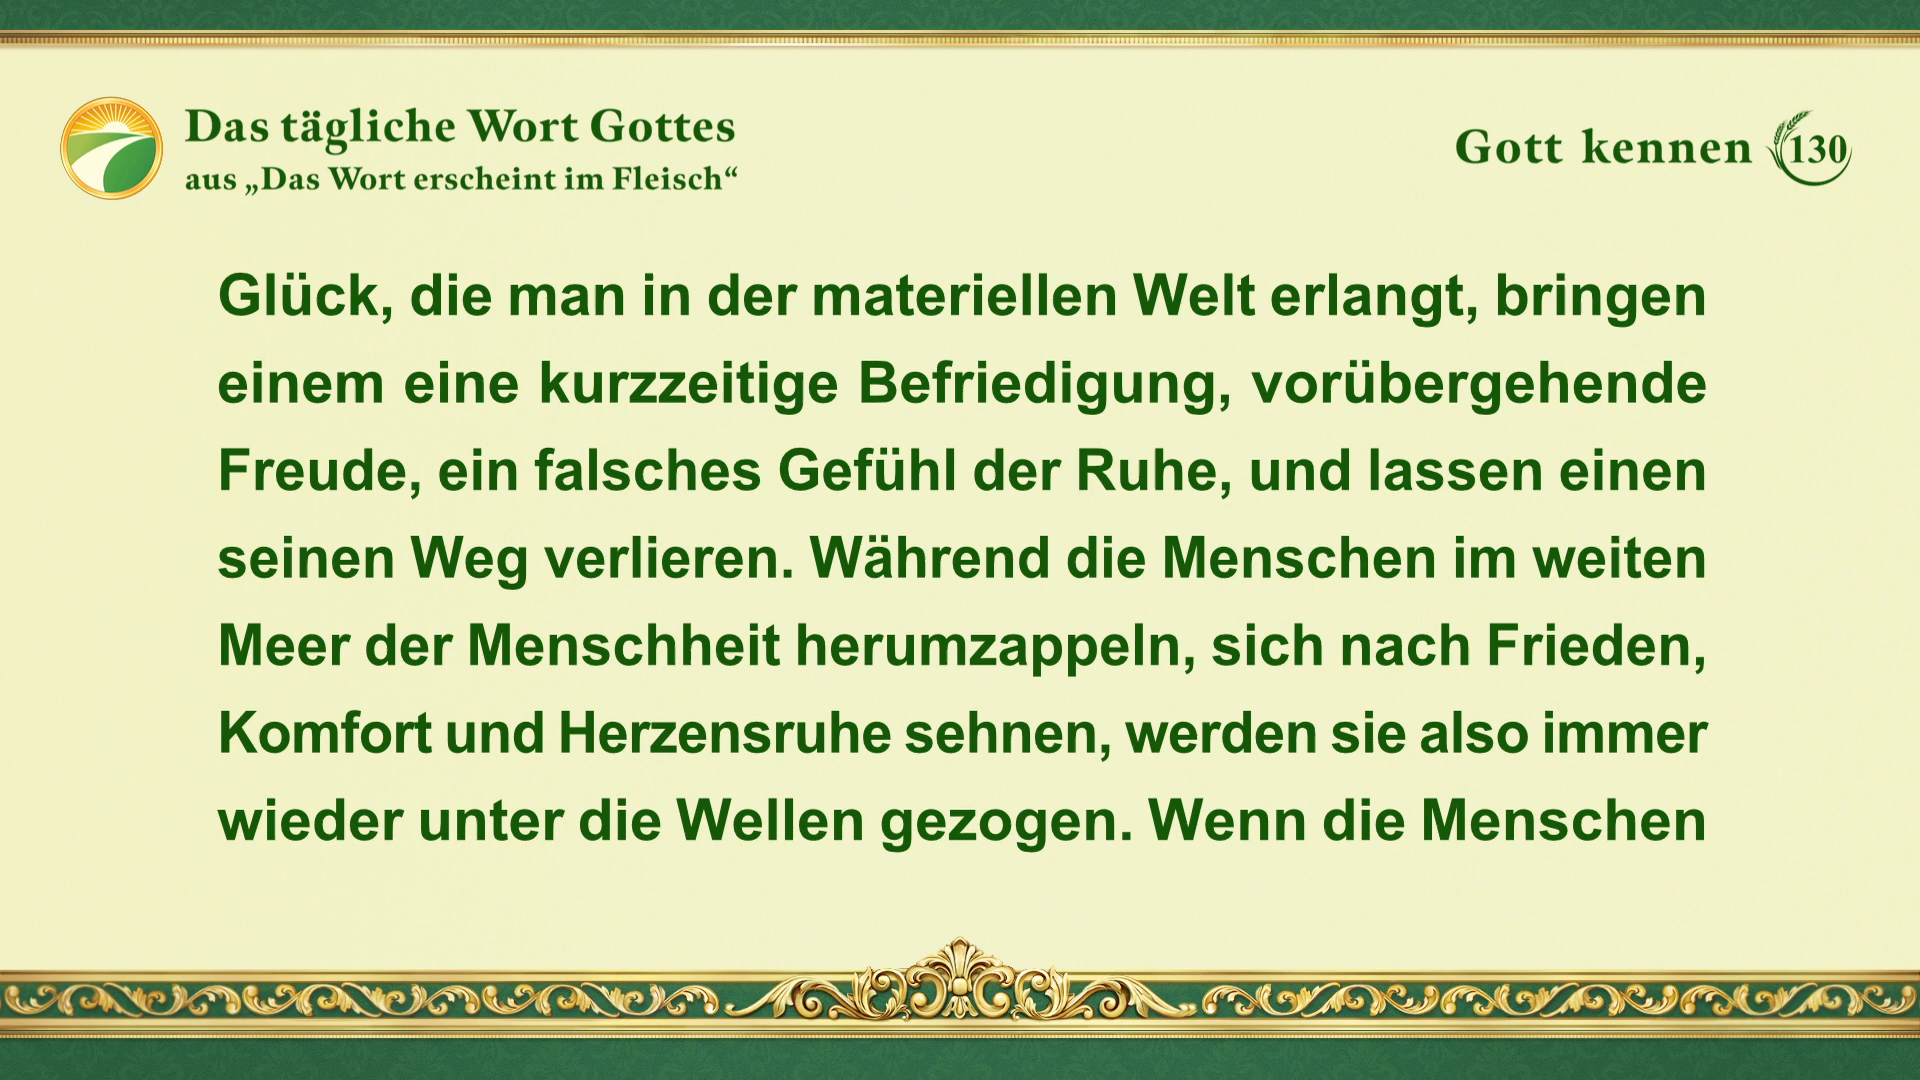 Das tägliche Wort Gottes
aus „Das Wort erscheint im Fleisch“
Gott kennen 130
Glück, die man in der materiellen Welt erlangt, bringen
einem eine kurzzeitige Befriedigung, vorübergehende
Freude, ein falsches Gefühl der Ruhe, und lassen einen
seinen Weg verlieren. Während die Menschen im weiten
Meer der Menschheit herumzappeln, sich nach Frieden,
Komfort und Herzensruhe sehnen, werden sie also immer
wieder unter die Wellen gezogen. Wenn die Menschen